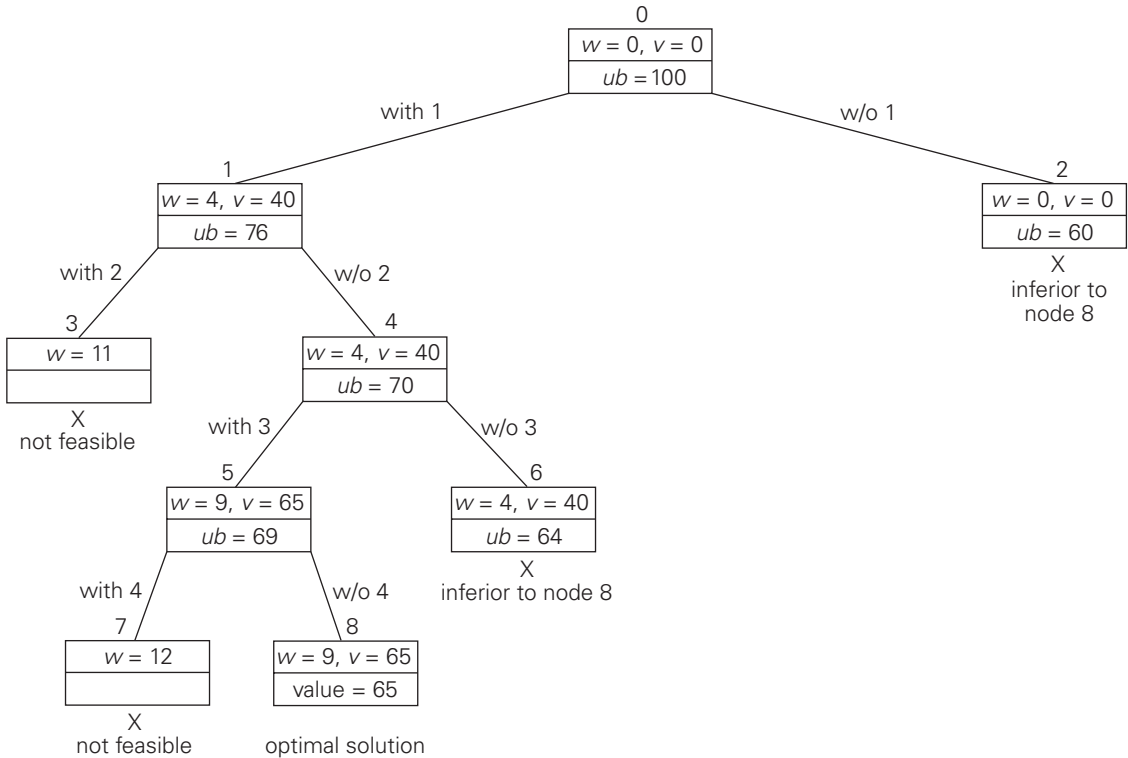 0
w = 0, v = 0
ub = 100
with 1
w/o 1
1
w = 4, v = 40
ub = 76
2
w = 0, v = 0
ub = 60
X
inferior to
node 8
with 2
w/o 2
3
w = 11
X
not feasible
4
w = 4, v = 40
ub = 70
with 3
w/o 3
5
w = 9, v = 65
ub = 69
6
w = 4, v = 40
ub = 64
X
inferior to node 8
with 4
w/o 4
7
w = 12
X
not feasible
8
w = 9, v = 65
value = 65
optimal solution